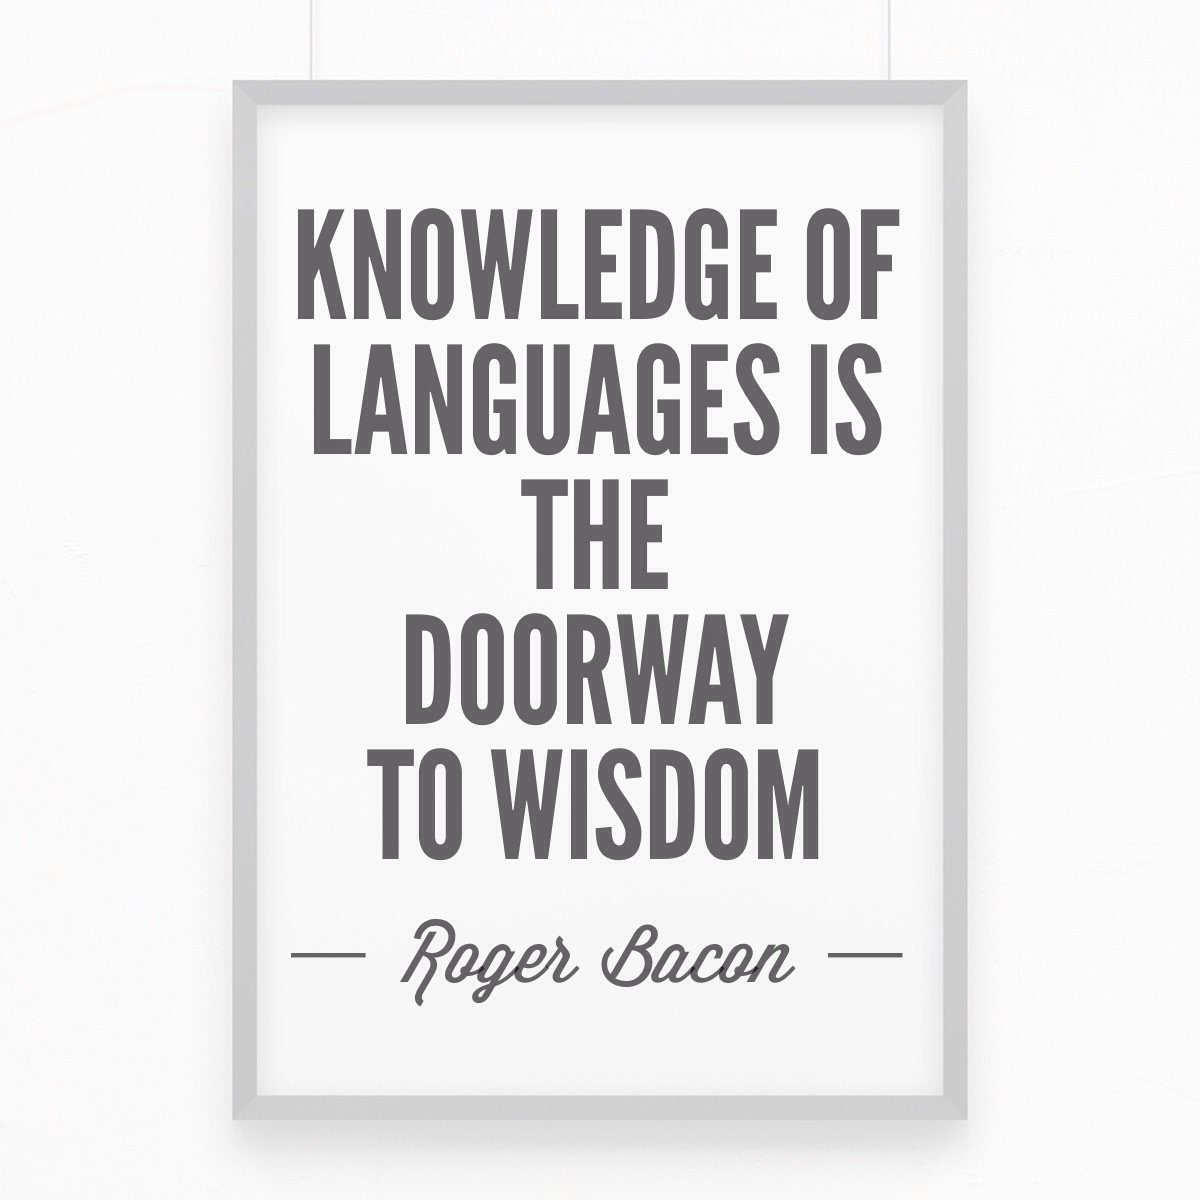 KNOWLEDGE OF
LANGUAGES IS
THE
DOORWAY
TO WISDOM
Roger Bacon